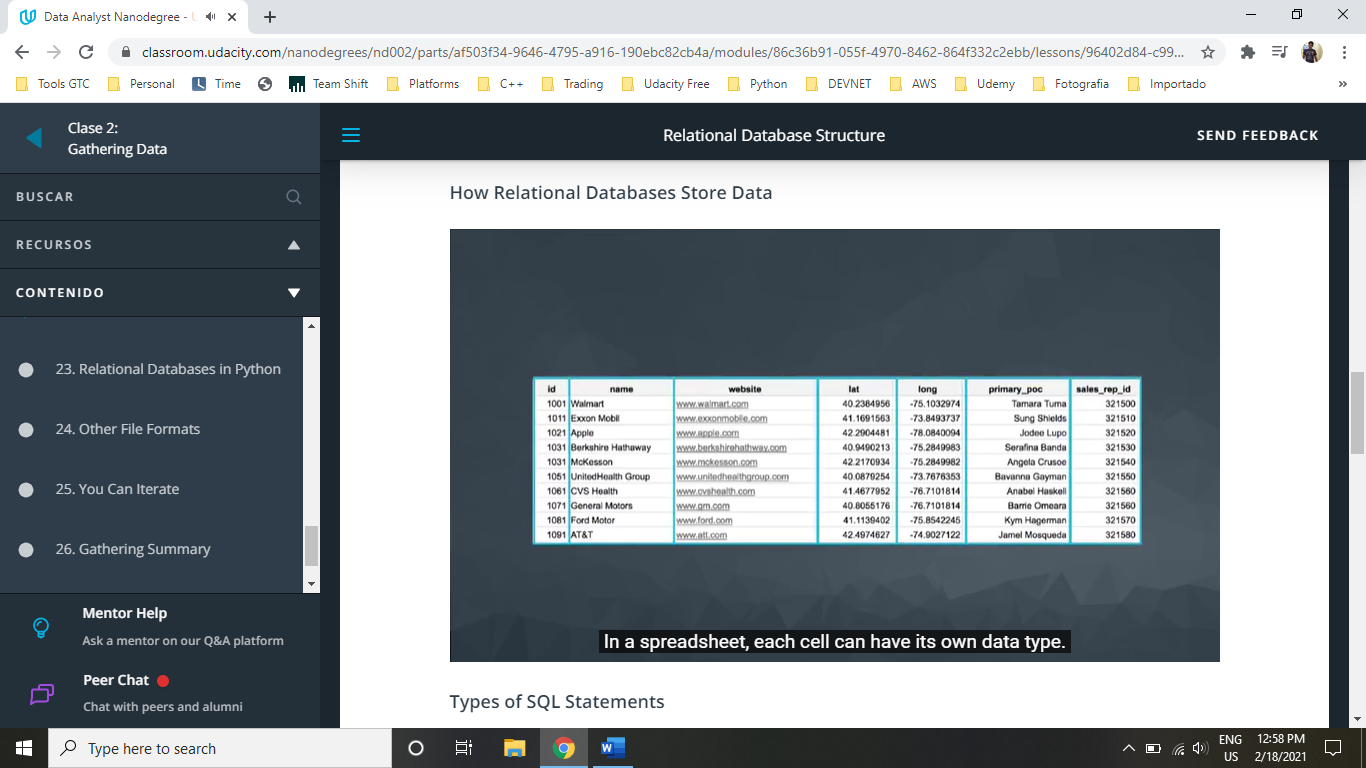 Data Analyst Nanodegree - U
classroom.udacity.com/nanodegrees/nd002/parts/af503f34-9646-4795-a916-190ebc82cb4a/modules/86c36b91-055f-4970-8462-864f332c2ebb/lessons/96402d84-c99...
Tools GTC Personal Time Team Shift Platforms C++ Trading Udacity Free Python DEVNET AWS Udemy Fotografia Importado »
Clase 2:
Gathering Data
Relational Database Structure
SEND FEEDBACK
BUSCAR
RECURSOS
CONTENIDO
23. Relational Databases in Python
24. Other File Formats
25. You Can Iterate
26. Gathering Summary
Mentor Help
Ask a mentor on our Q&A platform
Peer Chat
Chat with peers and alumni
How Relational Databases Store Data
id name website lat long primary_poc sales_rep_id
1001 Walmart www.walmart.com 40.2384956 -75.1032974 Tamara Tuma 321500
1011 Exxon Mobil www.exxonmobile.com 41.1691563 -73.8493737 Sung Shields 321510
1021 Apple www.apple.com 42.2904481 -78.0840094 Jodee Lupo 321520
1031 Berkshire Hathaway www.berkshirehathway.com 40.9490213 -75.2849983 Serafina Banda 321530
1031 McKesson www.mckesson.com 42.2170934 -75.2849982 Angela Crusoe 321540
1051 UnitedHealth Group www.unitedhealthgroup.com 40.0879254 -73.7676353 Bavanna Gayman 321550
1061 CVS Health www.cvshealth.com 41.4677952 -76.7101814 Anabel Haskell 321560
1071 General Motors www.gm.com 40.8055176 -76.7101814 Barrie Omeara 321560
1081 Ford Motor www.ford.com 41.1139402 -75.8542245 Kym Hagerman 321570
1091 AT&T www.att.com 42.4974627 -74.9027122 Jamel Mosqueda 321580
In a spreadsheet, each cell can have its own data type.
Types of SQL Statements
Type here to search
W
ENG
US
12:58 PM
2/18/2021